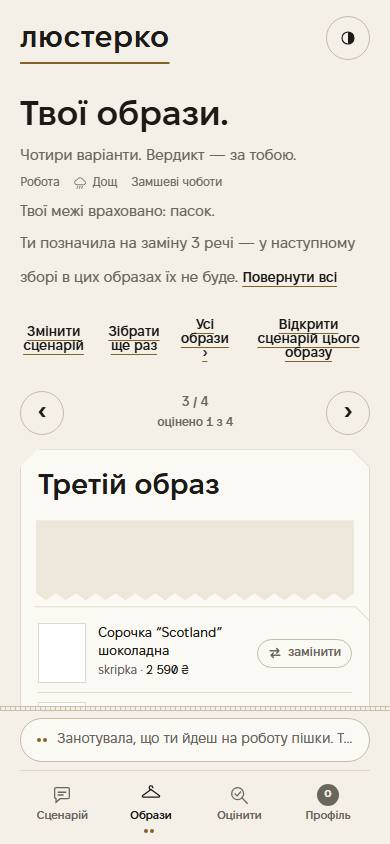 люстерко
Твої образи.
Чотири варіанти. Вердикт — за тобою.
Робота Дощ Замшеві чоботи
Твої межі враховано: пасок.
Ти позначила на заміну 3 речі — у наступному
зборі в цих образах їх не буде. Повернути всі
Змінити
сценарій
Зібрати
ще раз
Усі
образи
›
Відкрити
сценарій цього
образу
‹
3 / 4
оцінено 1 з 4
›
Третій образ
Сорочка "Scotland"
шоколадна
skripka · 2 590 ₴
замінити
Занотувала, що ти йдеш на роботу пішки. Т...
Сценарій
Образи
Оцінити
О
Профіль